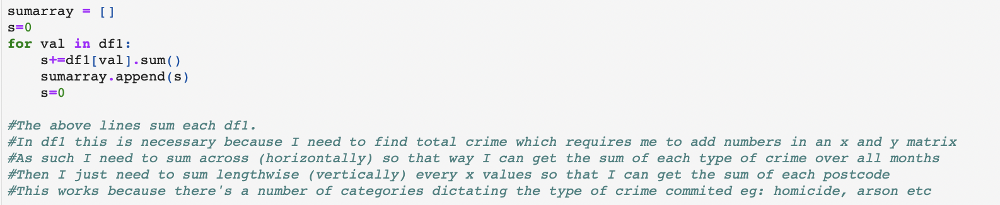 sumarray = []
s=0
for val in df1:
    s+=df1[val].sum()
    sumarray.append(s)
    s=0
#The above lines sum each df1.
#In df1 this is necessary because I need to find total crime which requires me to add numbers in an x and y matrix
#As such I need to sum across (horizontally) so that way I can get the sum of each type of crime over all months
#Then I just need to sum lengthwise (vertically) every x values so that I can get the sum of each postcode
#This works because there's a number of categories dictating the type of crime commited eg: homicide, arson etc